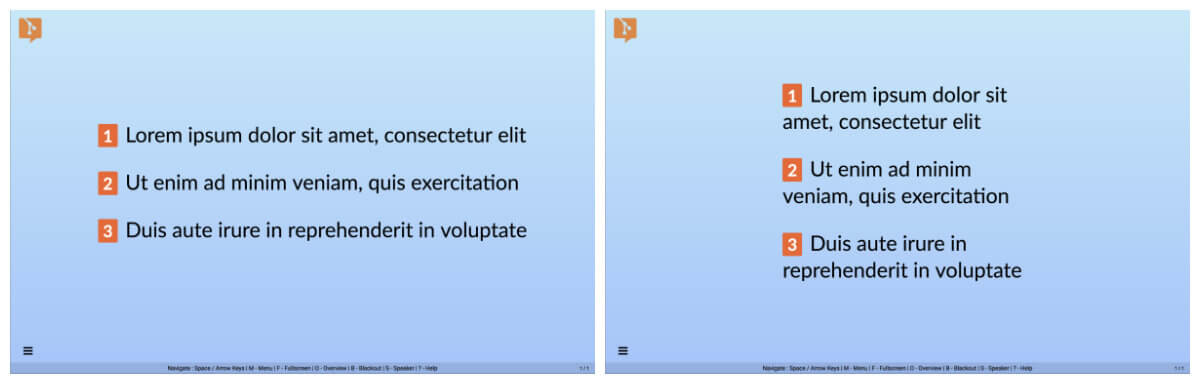 1 Lorem ipsum dolor sit amet, consectetur elit
2 Ut enim ad minim veniam, quis exercitation
3 Duis aute irure in reprehenderit in voluptate
Navigate : Space / Arrow Keys | M - Menu | F - Fullscreen | O - Overview | B - Blackout | S - Speaker | ? - Help
1 / 1
1 Lorem ipsum dolor sit
amet, consectetur elit
2 Ut enim ad minim
veniam, quis exercitation
3 Duis aute irure in
reprehenderit in voluptate
Navigate : Space / Arrow Keys | M - Menu | F - Fullscreen | O - Overview | B - Blackout | S - Speaker | ? - Help
1 / 1